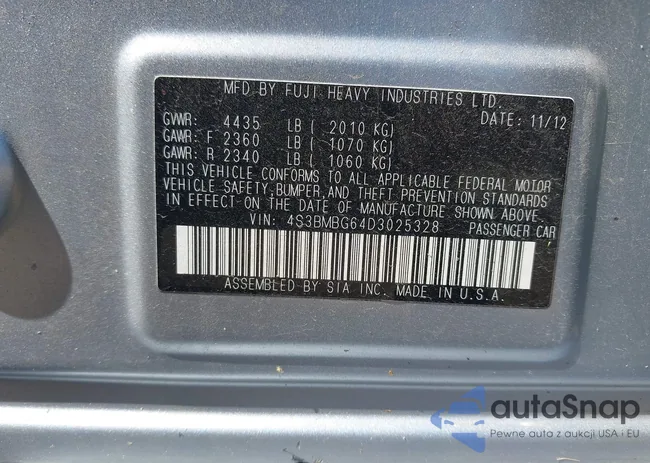 MFD BY FUJI HEAVY INDUSTRIES LTD.
GVWR: 4435 LB ( 2010 KG) DATE: 11/12
GAWR: F 2360 LB ( 1070 KG)
GAWR: R 2340 LB ( 1060 KG)
THIS VEHICLE CONFORMS TO ALL APPLICABLE FEDERAL MOTOR
VEHICLE SAFETY,BUMPER,AND THEFT PREVENTION STANDARDS
IN EFFECT ON THE DATE OF MANUFACTURE SHOWN ABOVE.
VIN: 4S3BMBG64D3025328 PASSENGER CAR
ASSEMBLED BY SIA INC. MADE IN U.S.A.
autoSnap
Pewne auta z aukcji USA i EU